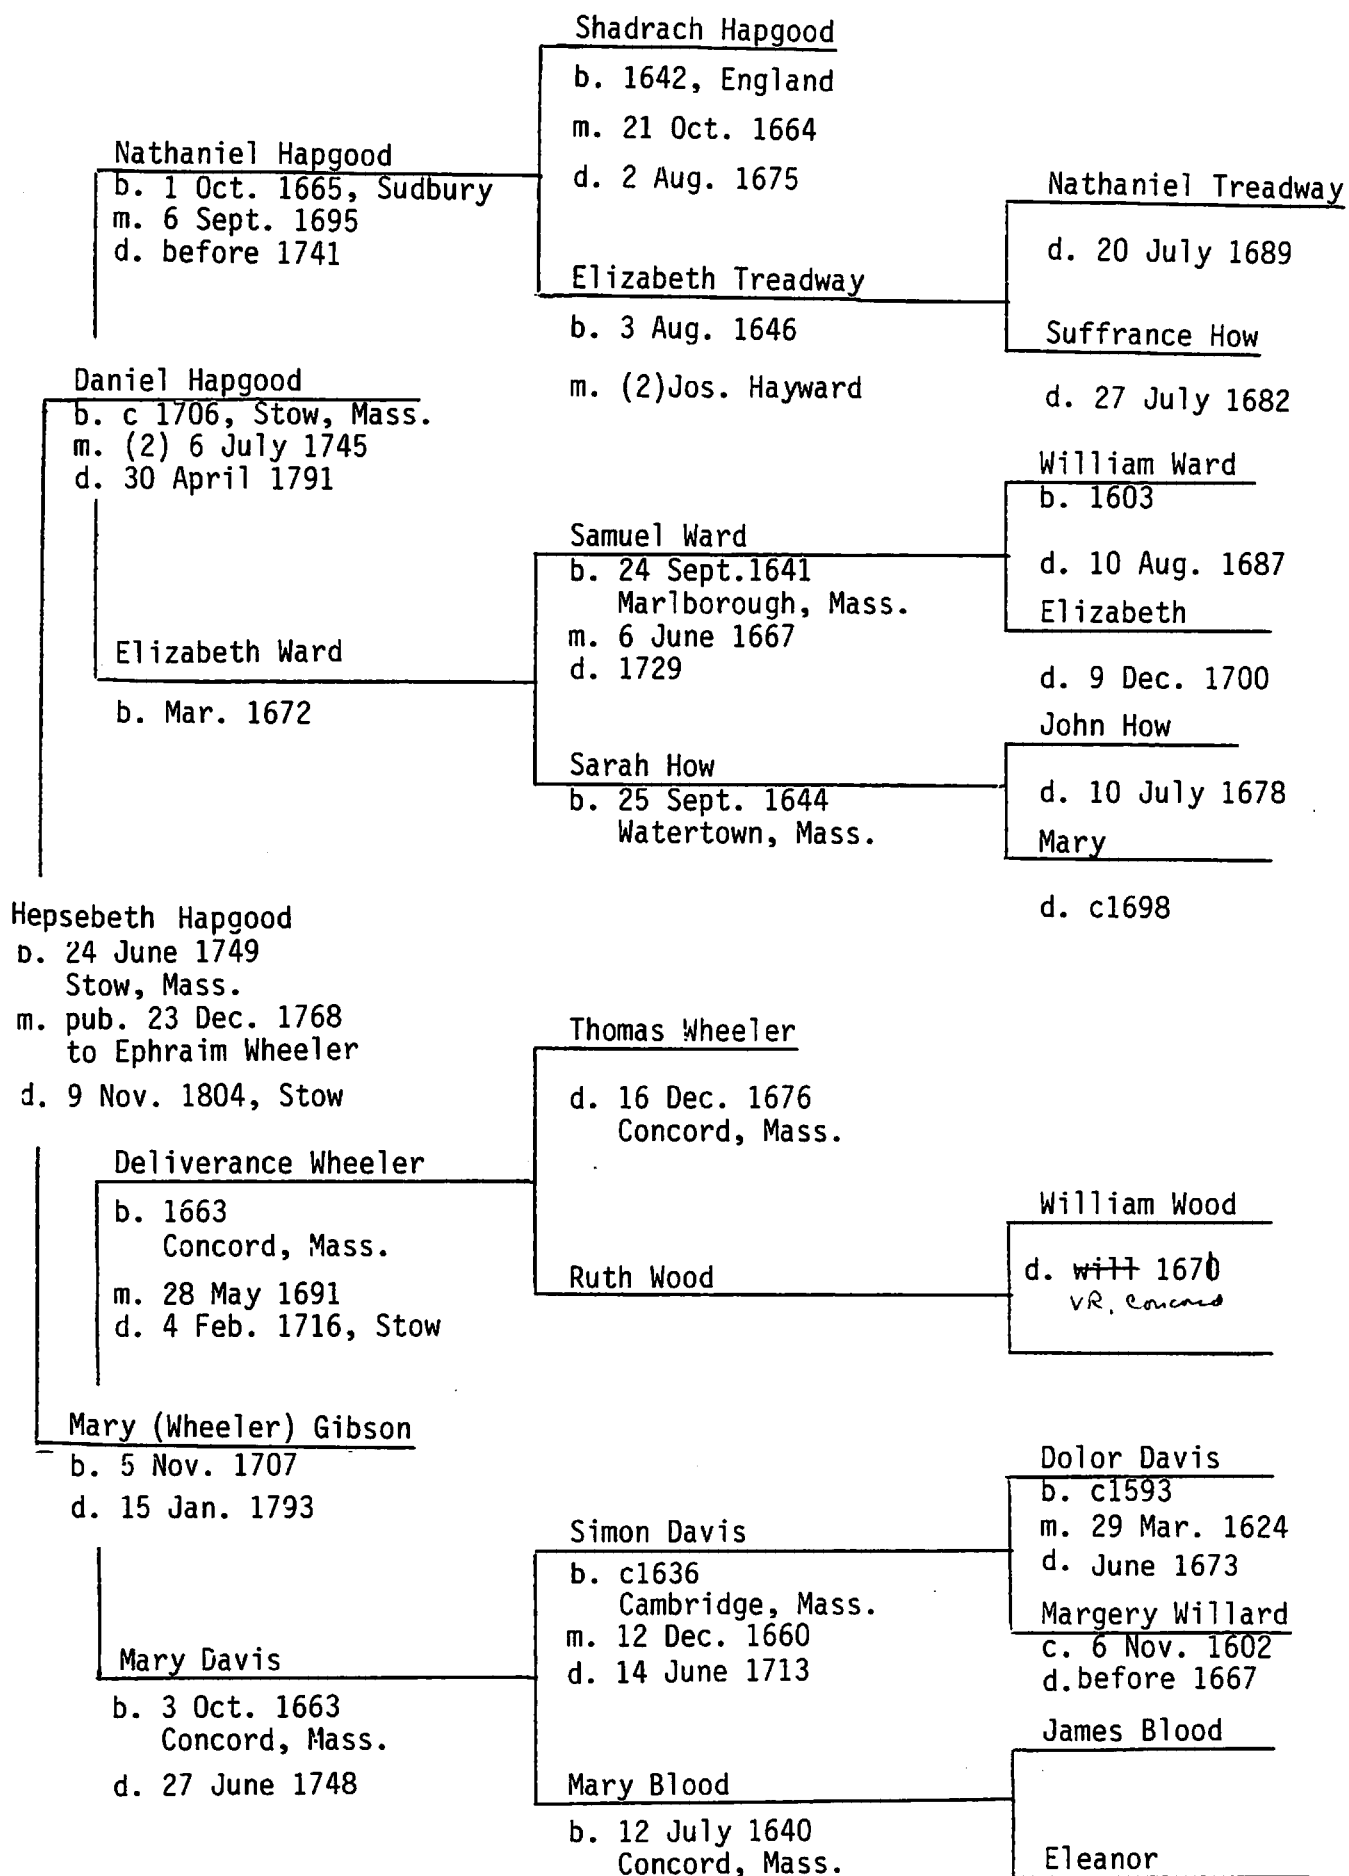 Shadrach Hapgood
b. 1642, England
m. 21 Oct. 1664
d. 2 Aug. 1675
Nathaniel Hapgood
b. 1 Oct. 1665, Sudbury
m. 6 Sept. 1695
d. before 1741
Nathaniel Treadway
d. 20 July 1689
Elizabeth Treadway
b. 3 Aug. 1646
m. (2)Jos. Hayward
Suffrance How
d. 27 July 1682
Daniel Hapgood
b. c 1706, Stow, Mass.
m. (2) 6 July 1745
d. 30 April 1791
William Ward
b. 1603
d. 10 Aug. 1687
Samuel Ward
b. 24 Sept.1641
Marlborough, Mass.
m. 6 June 1667
d. 1729
Elizabeth
d. 9 Dec. 1700
Elizabeth Ward
b. Mar. 1672
John How
d. 10 July 1678
Sarah How
b. 25 Sept. 1644
Watertown, Mass.
Mary
d. c1698
Hepsebeth Hapgood
b. 24 June 1749
Stow, Mass.
m. pub. 23 Dec. 1768
to Ephraim Wheeler
d. 9 Nov. 1804, Stow
Thomas Wheeler
d. 16 Dec. 1676
Concord, Mass.
Deliverance Wheeler
b. 1663
Concord, Mass.
m. 28 May 1691
d. 4 Feb. 1716, Stow
William Wood
d. will 1671
VR, Concord
Ruth Wood
Mary (Wheeler) Gibson
b. 5 Nov. 1707
d. 15 Jan. 1793
Dolor Davis
b. c1593
m. 29 Mar. 1624
d. June 1673
Simon Davis
b. c1636
Cambridge, Mass.
m. 12 Dec. 1660
d. 14 June 1713
Margery Willard
c. 6 Nov. 1602
d.before 1667
Mary Davis
b. 3 Oct. 1663
Concord, Mass.
d. 27 June 1748
James Blood
Mary Blood
b. 12 July 1640
Concord, Mass.
Eleanor